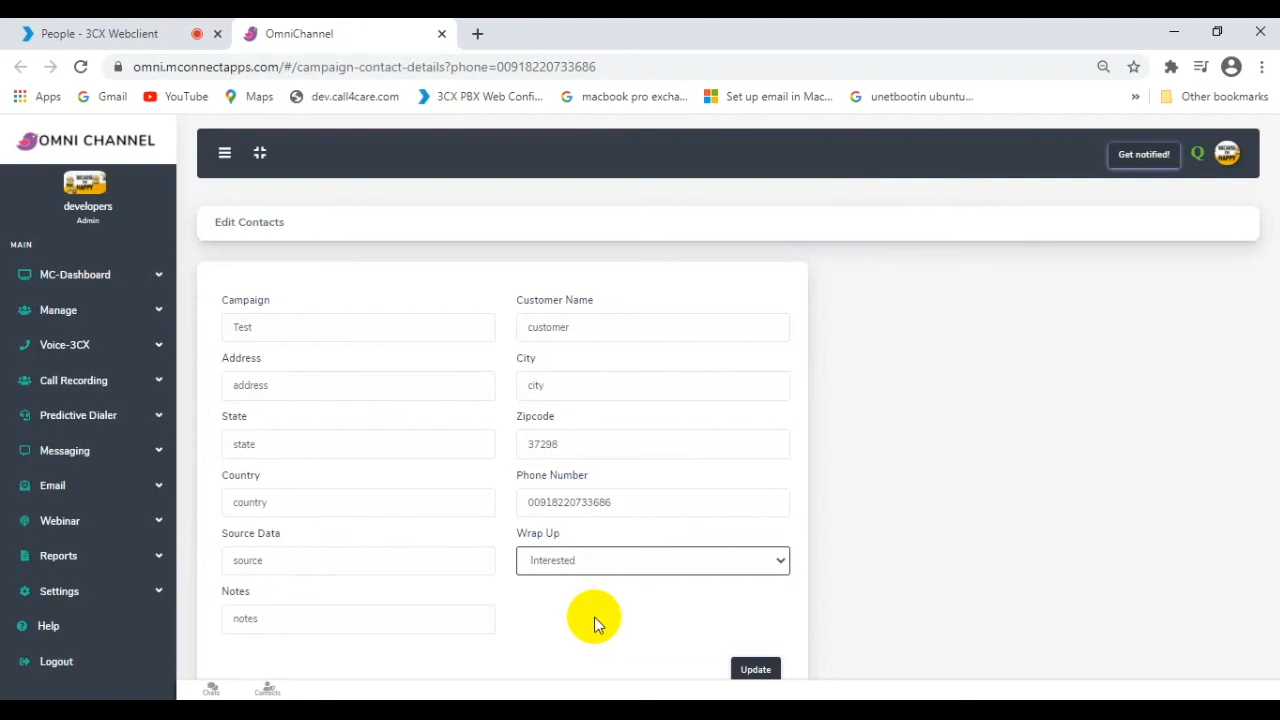 People - 3CX Webclient
OmniChannel
omni.mconnectapps.com/#/campaign-contact-details?phone=00918220733686
Apps
Gmail
YouTube
Maps
dev.call4care.com
3CX PBX Web Confi...
macbook pro excha...
Set up email in Mac...
unetbootin ubuntu...
»
Other bookmarks
OMNI CHANNEL
Get notified!
Q
BECAUSE
I'M
HAPPY
developers
Admin
MAIN
MC-Dashboard
Manage
Voice-3CX
Call Recording
Predictive Dialer
Messaging
Email
Webinar
Reports
Settings
Help
Logout
Edit Contacts
Campaign
Customer Name
Test
customer
Address
City
address
city
State
Zipcode
state
37298
Country
Phone Number
country
00918220733686
Source Data
Wrap Up
source
Interested
Notes
notes
Update
Chats
Contacts